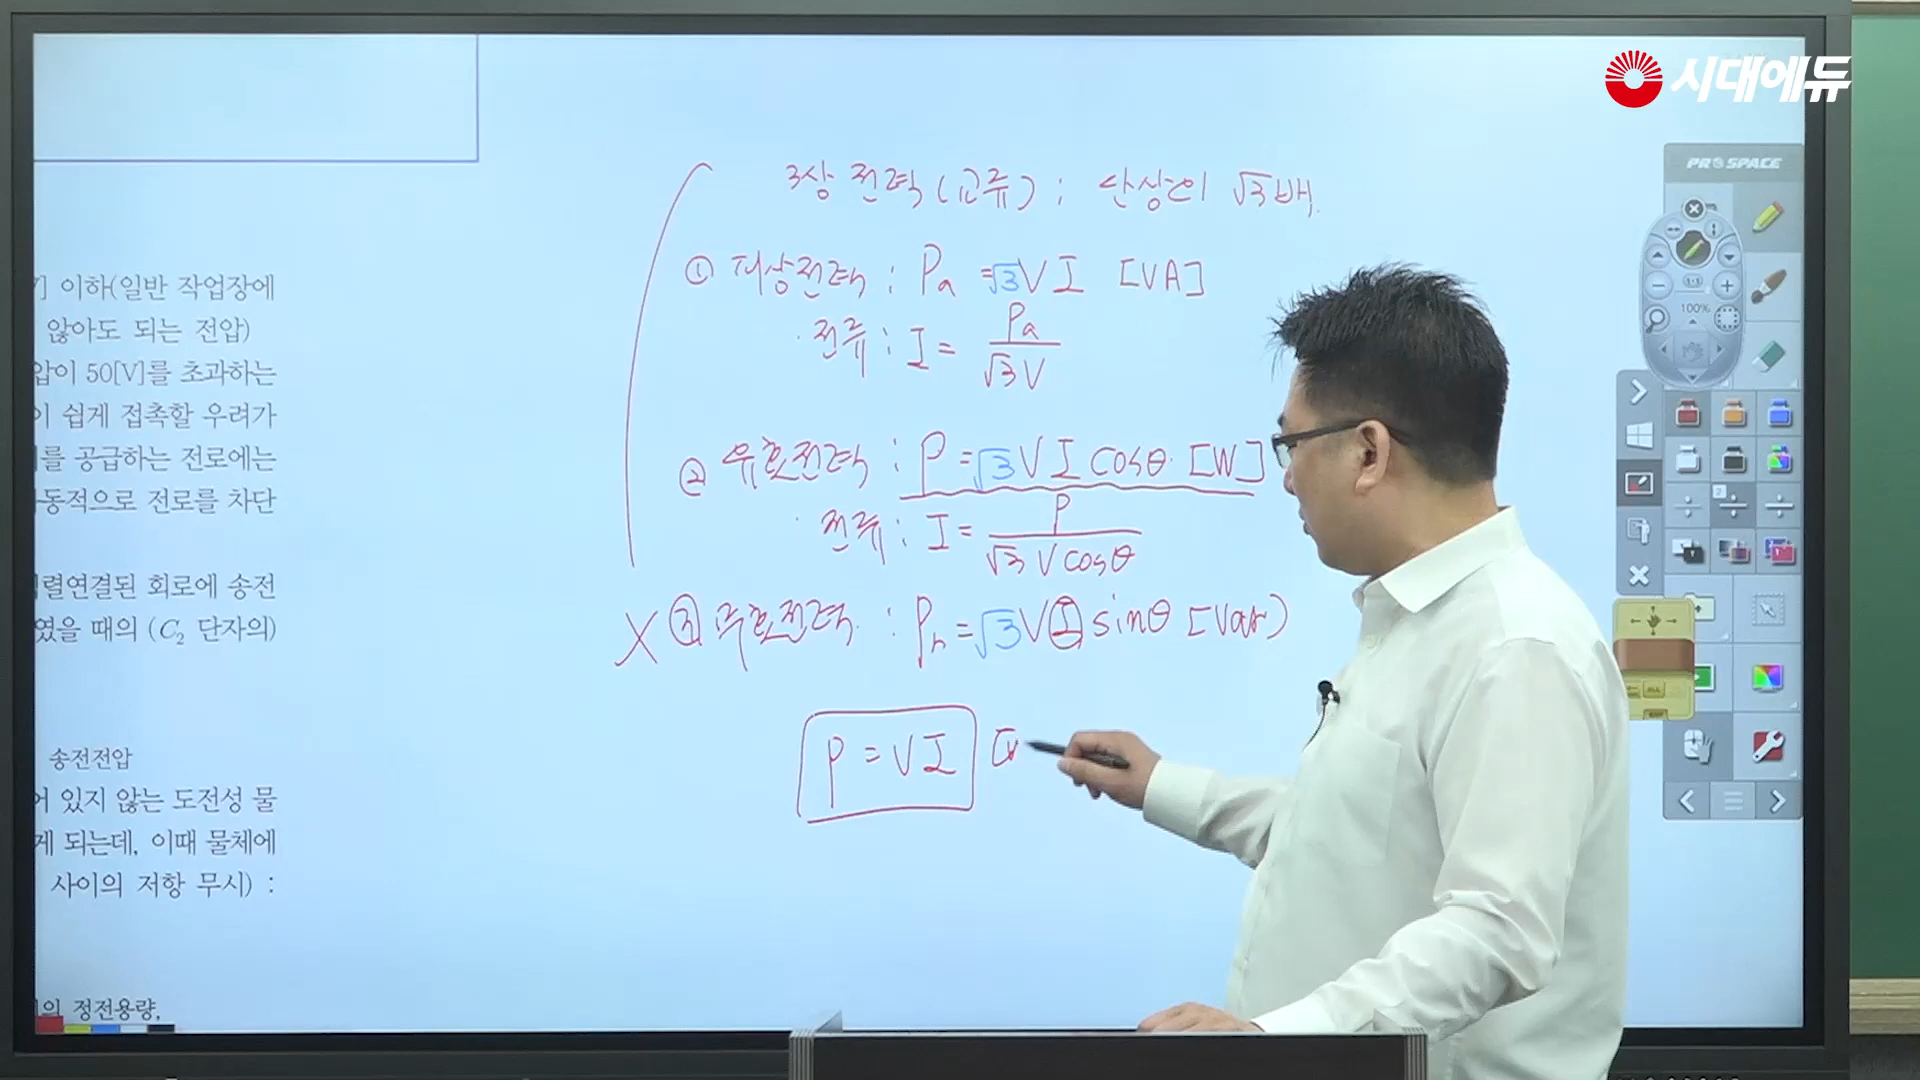 시대에듀
PROSPACE
100%
3상 전력(교류) : 단상의 √3배.
① 피상전력 : Pa = √3VI [VA]
· 전류 : I = Pa / √3V
② 유효전력 : P = √3VI cosθ [W]
· 전류 : I = P / √3Vcosθ
X ③ 무효전력 : Pr = √3VI sinθ [Var]
P = VI
] 이하(일반 작업장에
않아도 되는 전압)
압이 50[V]를 초과하는
이 쉽게 접촉할 우려가
를 공급하는 전로에는
동적으로 전로를 차단
렬연결된 회로에 송전
였을 때의 (C₂ 단자의)
송전전압
어 있지 않는 도전성 물
게 되는데, 이때 물체에
사이의 저항 무시) :
의 정전용량,